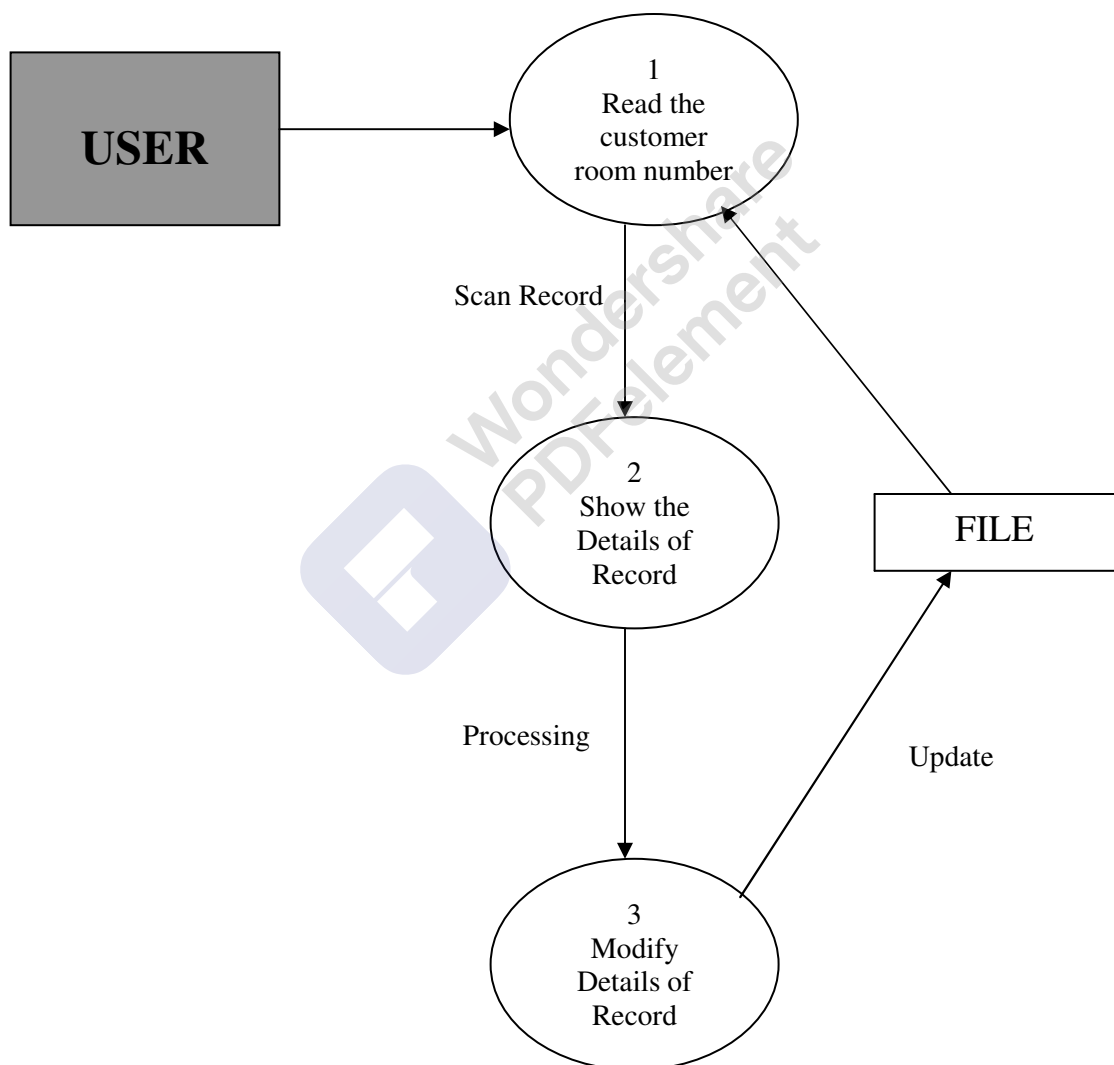 USER
1
Read the
customer
room number
Scan Record
2
Show the
Details of
Record
FILE
Processing
Update
3
Modify
Details of
Record
Wondershare
PDFelement